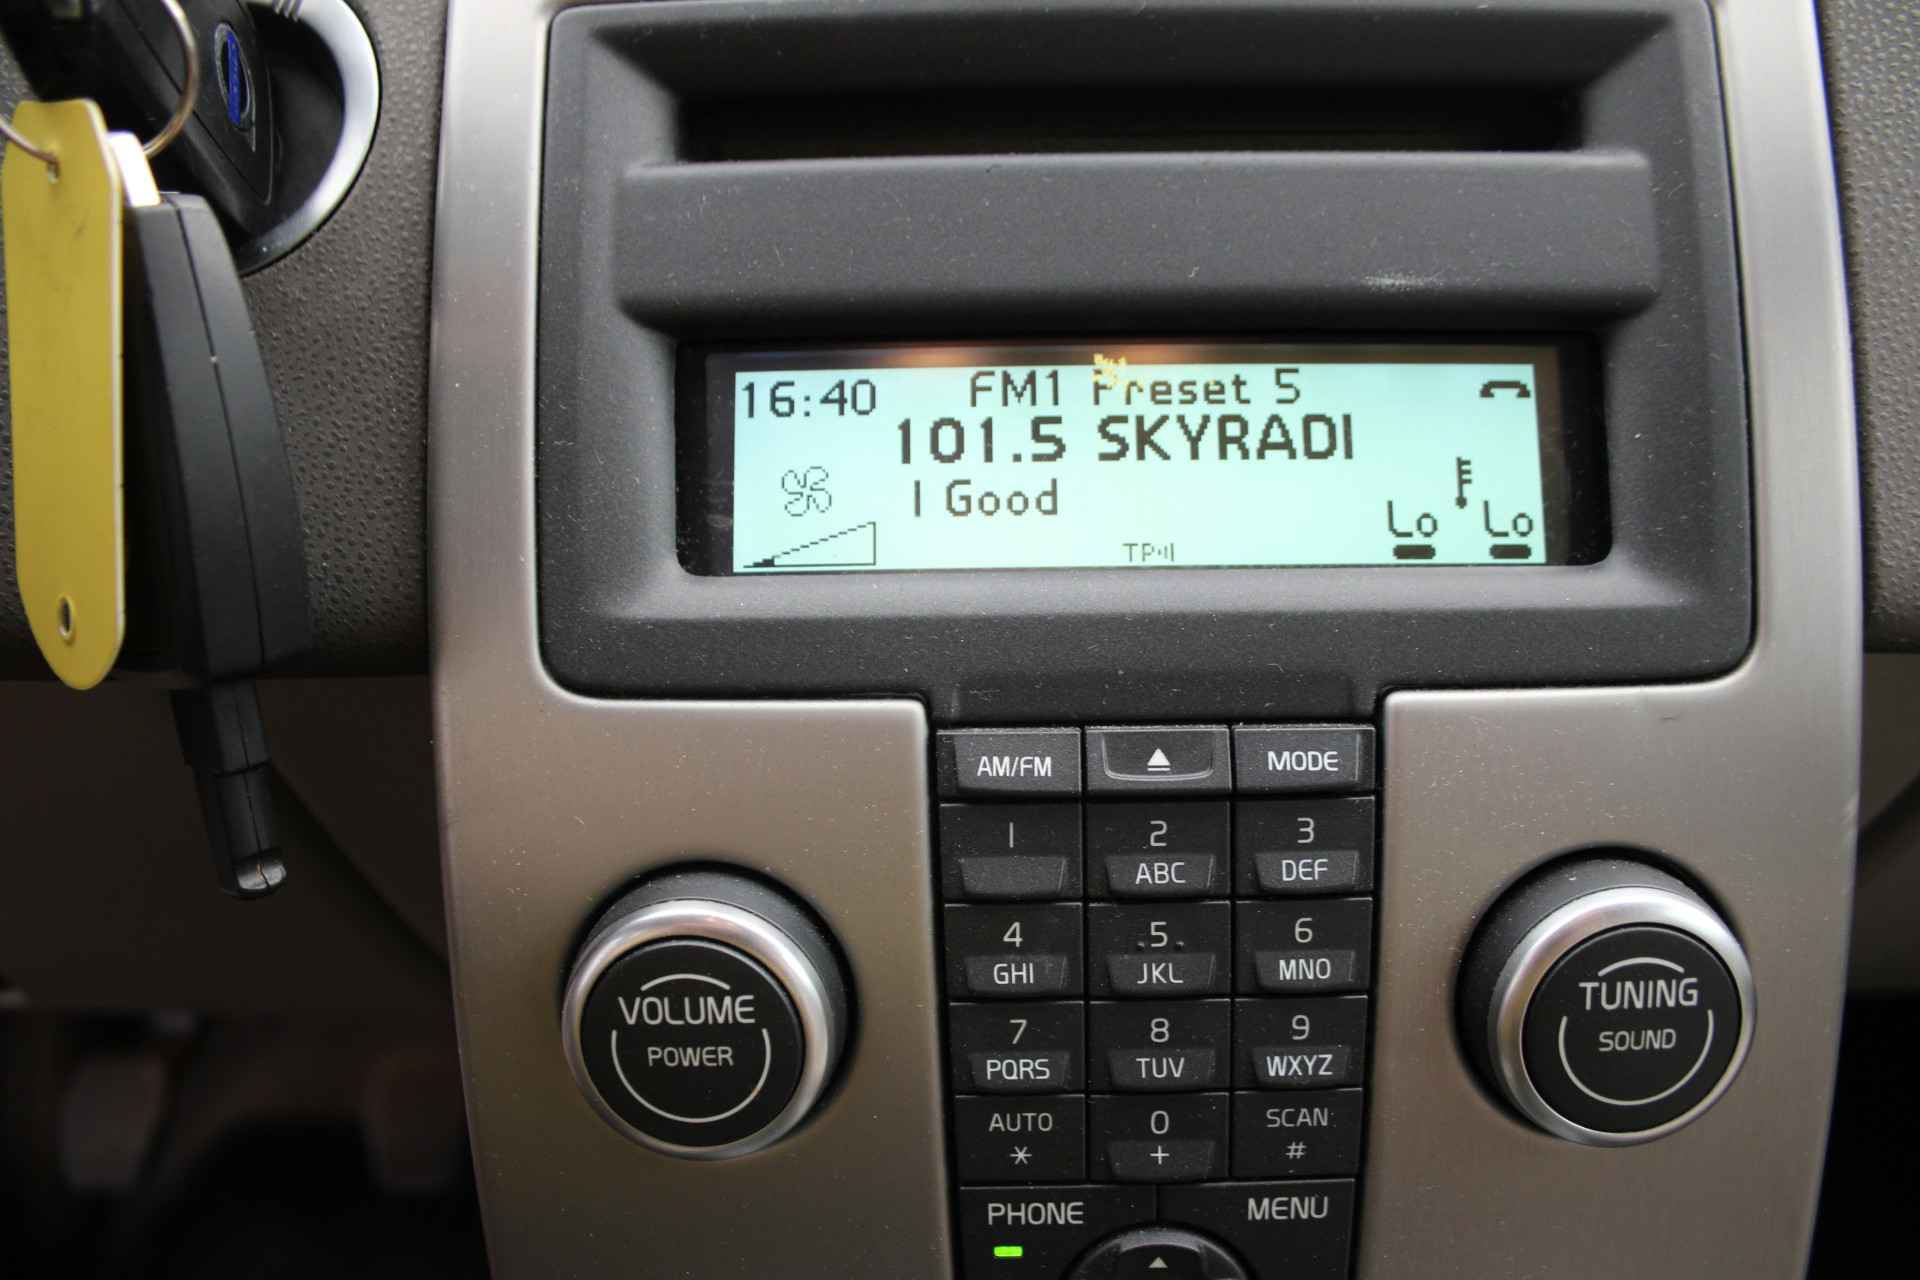 16:40 FM1 Preset 5
101.5 SKYRADI
I Good
Lo Lo
TP
AM/FM MODE
1 2 3
ABC DEF
4 5 6
GHI JKL MNO
7 8 9
PQRS TUV WXYZ
AUTO 0 SCAN
* + #
PHONE MENU
VOLUME
POWER
TUNING
SOUND